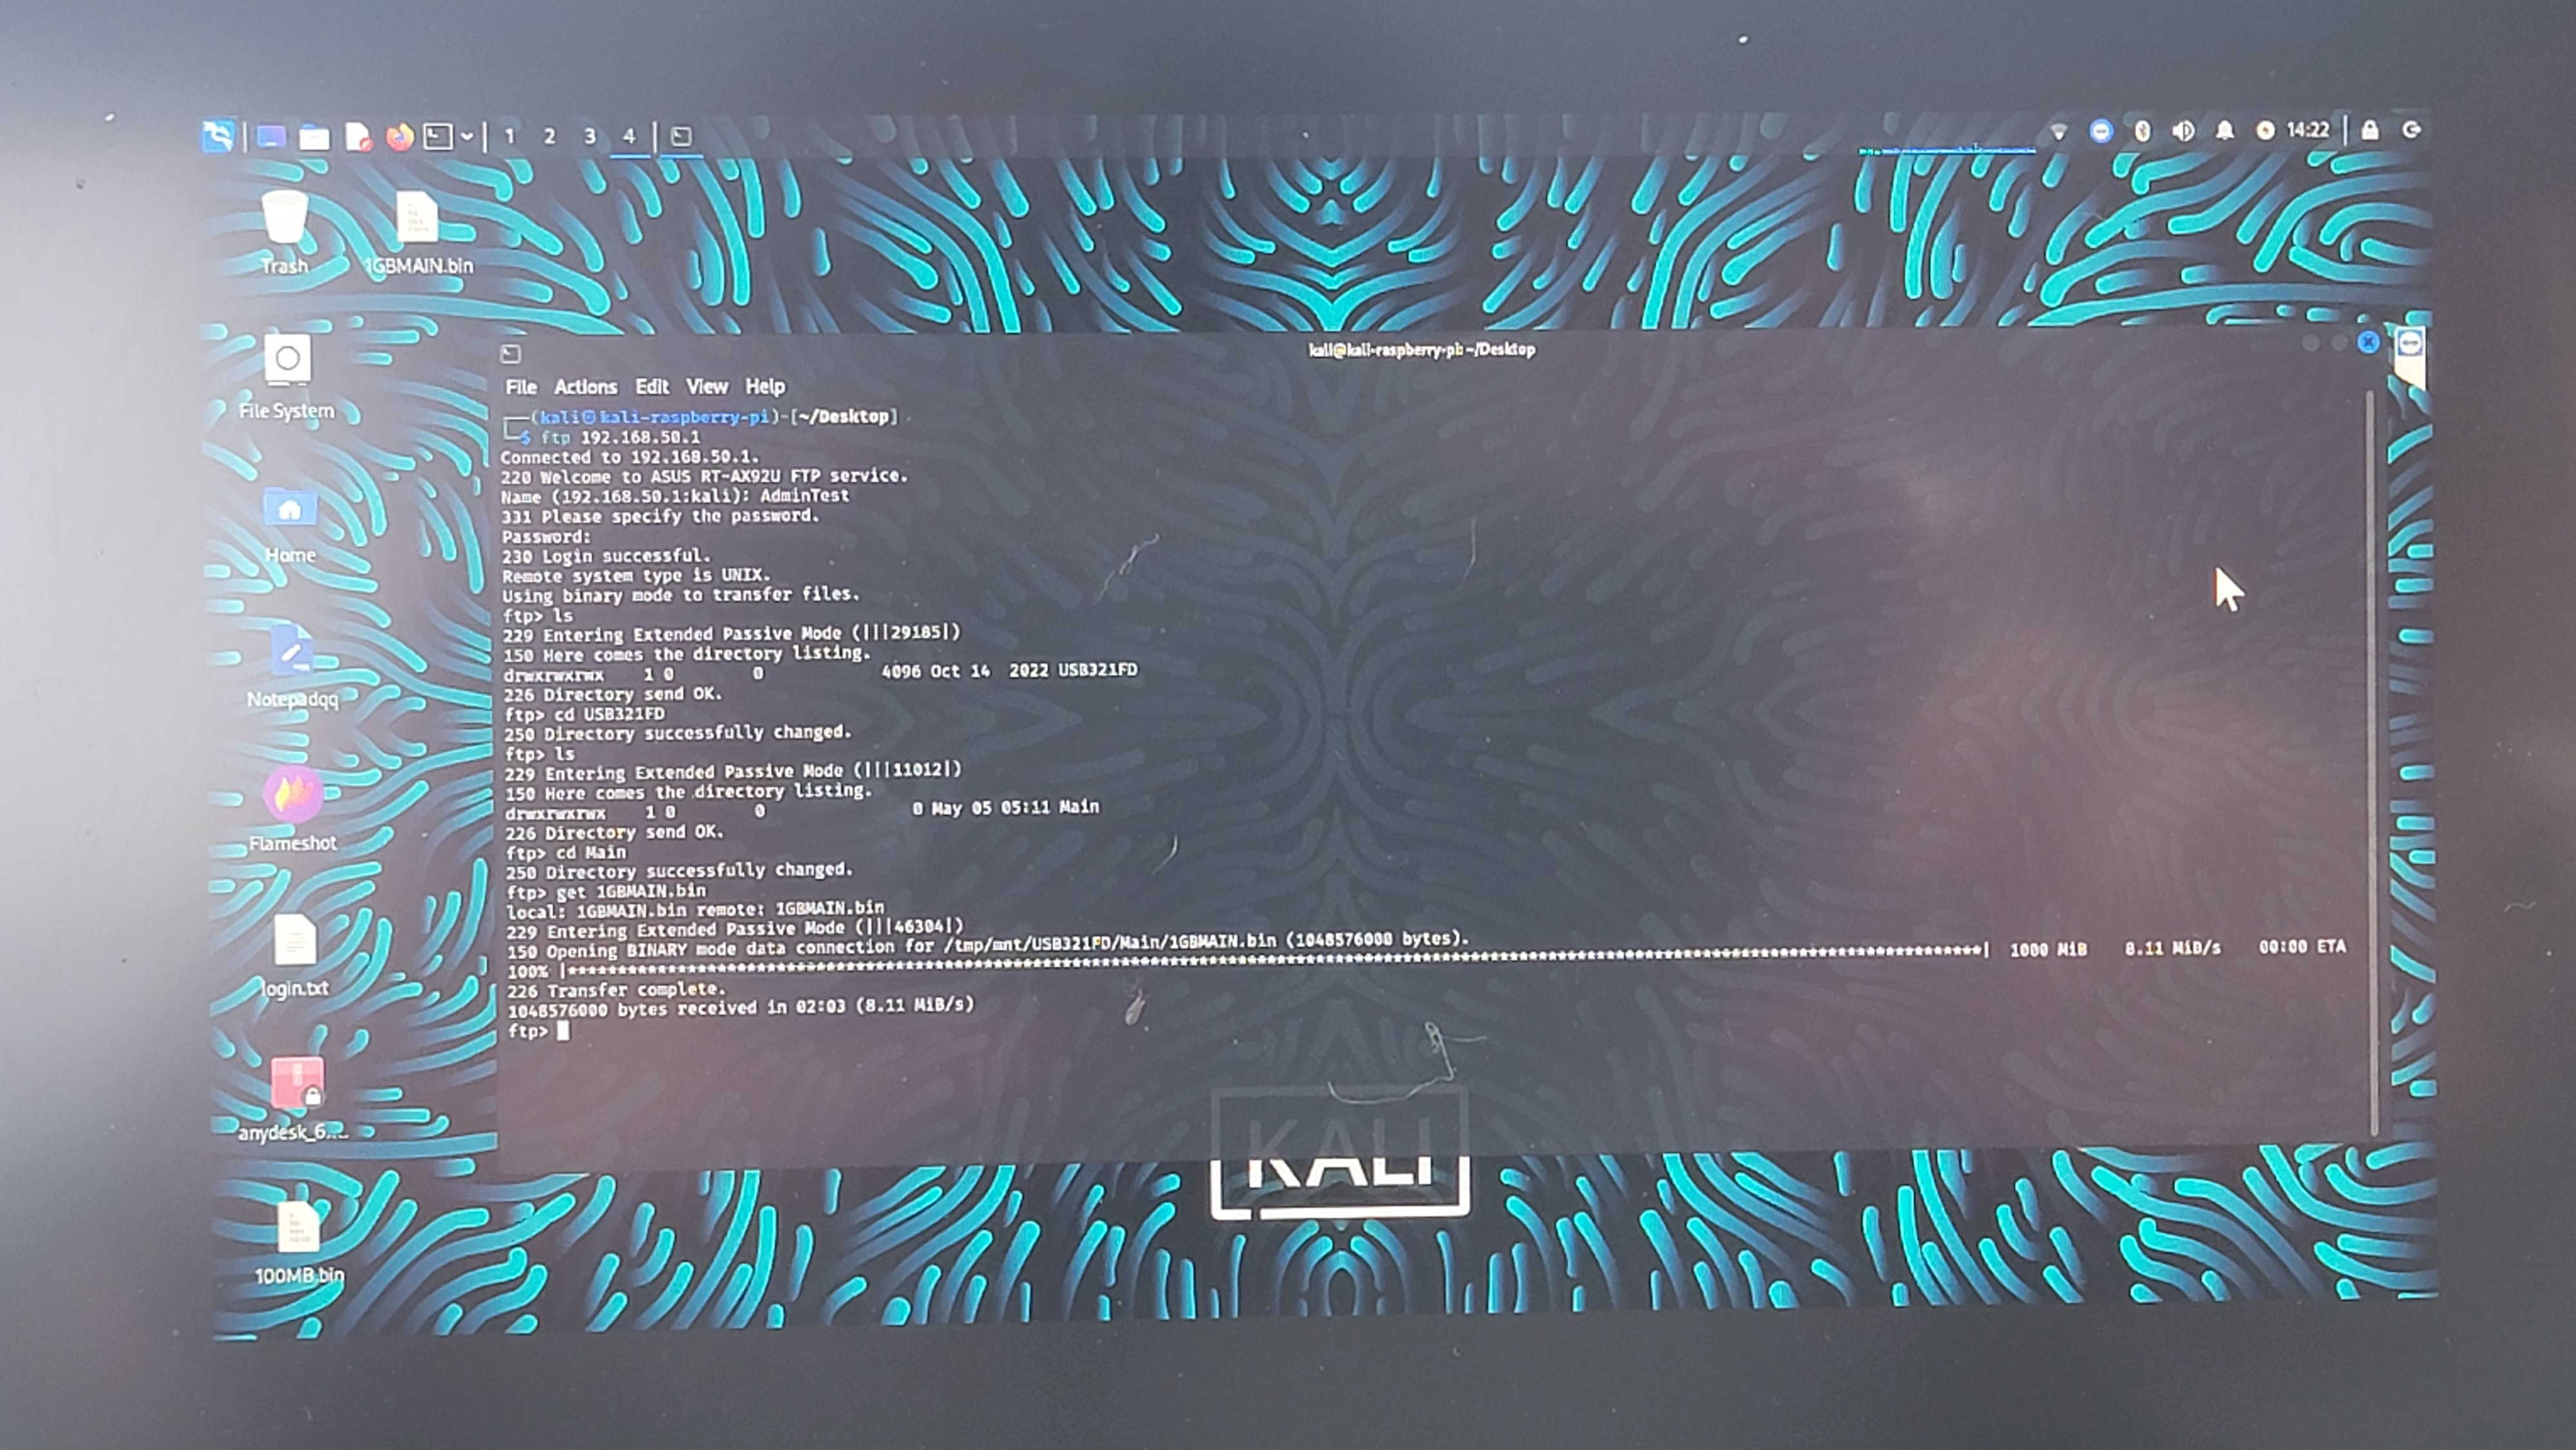 1 2 3 4
14:22
Trash
1GBMAIN.bin
File System
Home
Notepadqq
Flameshot
login.txt
anydesk_6...
100MB.bin
kali@kali-raspberry-pi: ~/Desktop
File Actions Edit View Help
(kali㉿kali-raspberry-pi)-[~/Desktop]
$ ftp 192.168.50.1
Connected to 192.168.50.1.
220 Welcome to ASUS RT-AX92U FTP service.
Name (192.168.50.1:kali): AdminTest
331 Please specify the password.
Password:
230 Login successful.
Remote system type is UNIX.
Using binary mode to transfer files.
ftp> ls
229 Entering Extended Passive Mode (|||29185|)
150 Here comes the directory listing.
drwxrwxrwx 1 0 0 4096 Oct 14 2022 USB321FD
226 Directory send OK.
ftp> cd USB321FD
250 Directory successfully changed.
ftp> ls
229 Entering Extended Passive Mode (|||11012|)
150 Here comes the directory listing.
drwxrwxrwx 1 0 0 0 May 05 05:11 Main
226 Directory send OK.
ftp> cd Main
250 Directory successfully changed.
ftp> get 1GBMAIN.bin
local: 1GBMAIN.bin remote: 1GBMAIN.bin
229 Entering Extended Passive Mode (|||46304|)
150 Opening BINARY mode data connection for /tmp/mnt/USB321FD/Main/1GBMAIN.bin (1048576000 bytes).
100% |***********************************************************************| 1000 MiB 8.11 MiB/s 00:00 ETA
226 Transfer complete.
1048576000 bytes received in 02:03 (8.11 MiB/s)
ftp>
KALI